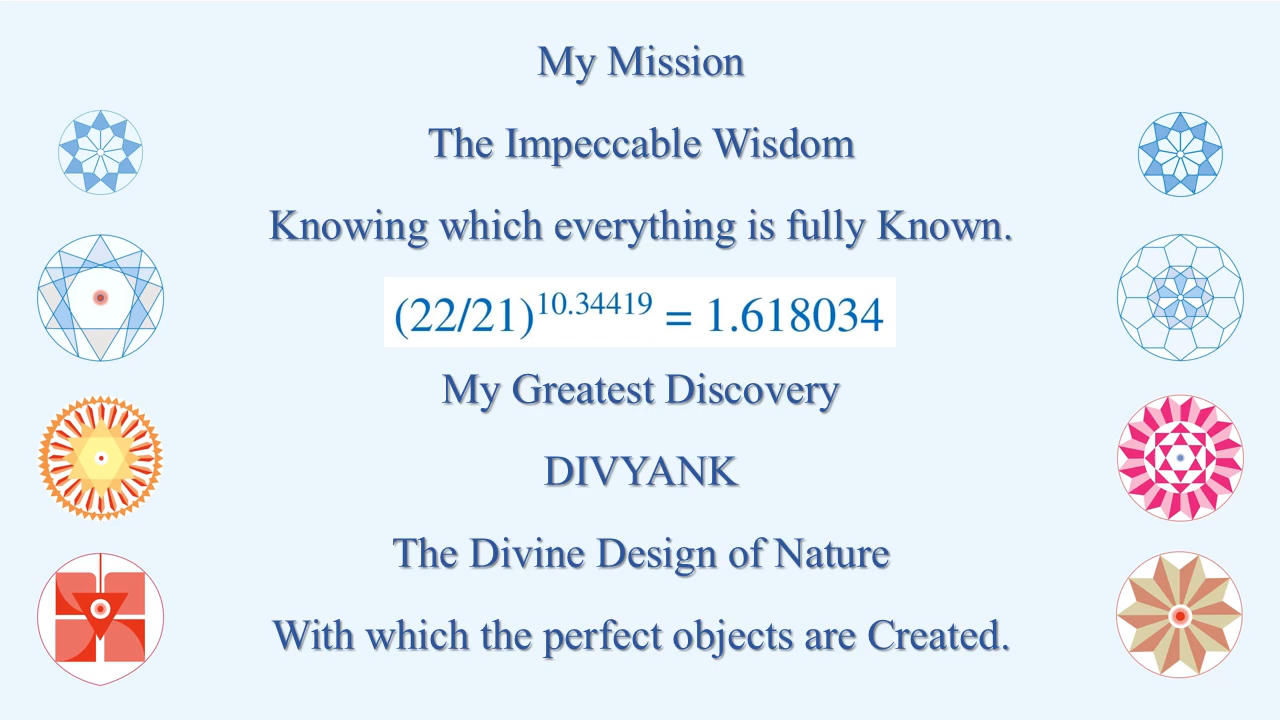 My Mission
The Impeccable Wisdom
Knowing which everything is fully Known.
(22/21)^10.34419 = 1.618034
My Greatest Discovery
DIVYANK
The Divine Design of Nature
With which the perfect objects are Created.